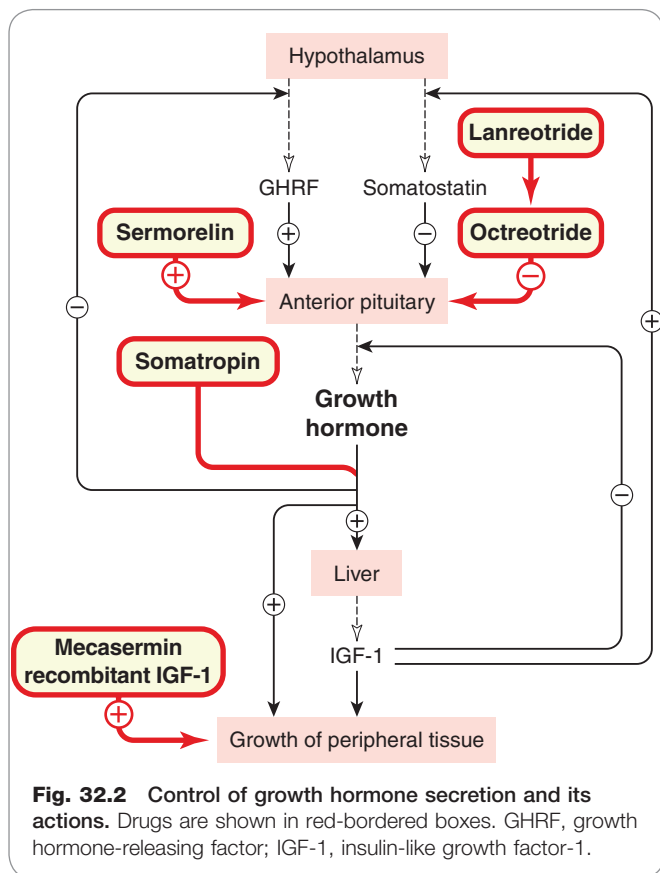 Hypothalamus
Lanreotride
GHRF
Somatostatin
Sermorelin
Octreotride
+
−
+
−
Anterior pituitary
+
−
Somatropin
Growth
hormone
−
+
Liver
+
Mecasermin
recombitant IGF-1
IGF-1
+
Growth of peripheral tissue
Fig. 32.2 Control of growth hormone secretion and its
actions. Drugs are shown in red-bordered boxes. GHRF, growth
hormone-releasing factor; IGF-1, insulin-like growth factor-1.